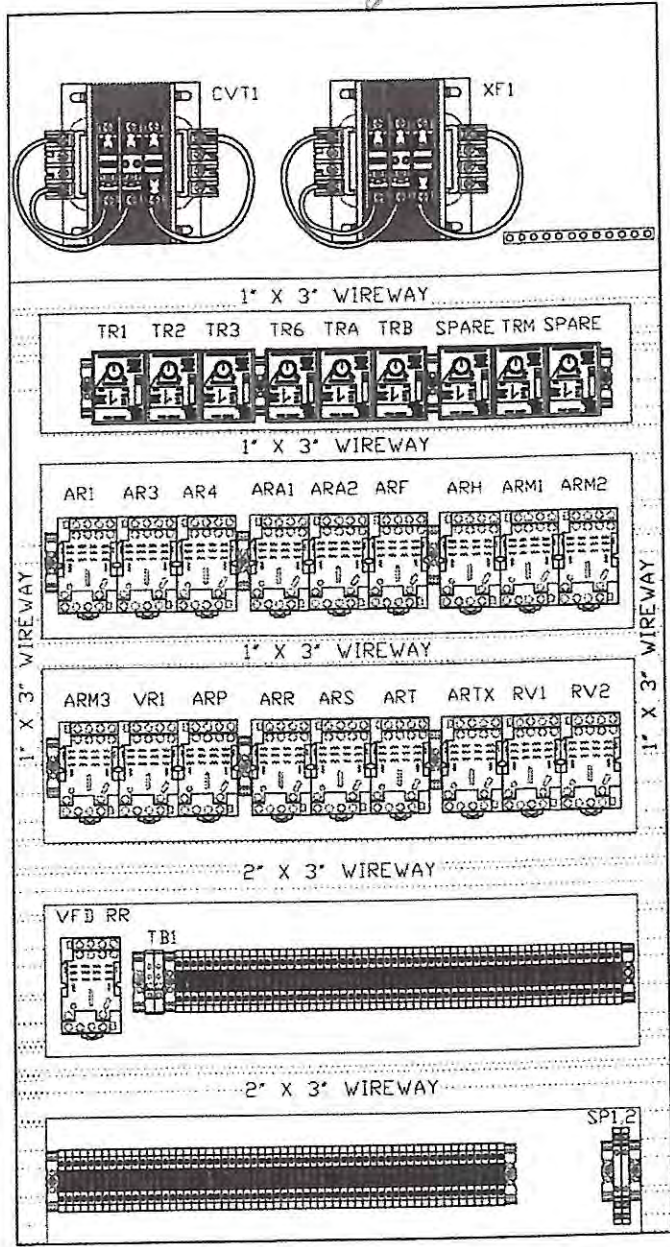 CVT1 XF1
1" X 3" WIREWAY
TR1 TR2 TR3 TR6 TRA TRB SPARE TRM SPARE
1" X 3" WIREWAY
AR1 AR3 AR4 ARA1 ARA2 ARF ARH ARM1 ARM2
1" X 3" WIREWAY
1" X 3" WIREWAY
1" X 3" WIREWAY
ARM3 VR1 ARP ARR ARS ART ARTX RV1 RV2
2" X 3" WIREWAY
VFD RR
TB1
2" X 3" WIREWAY
SP1,2